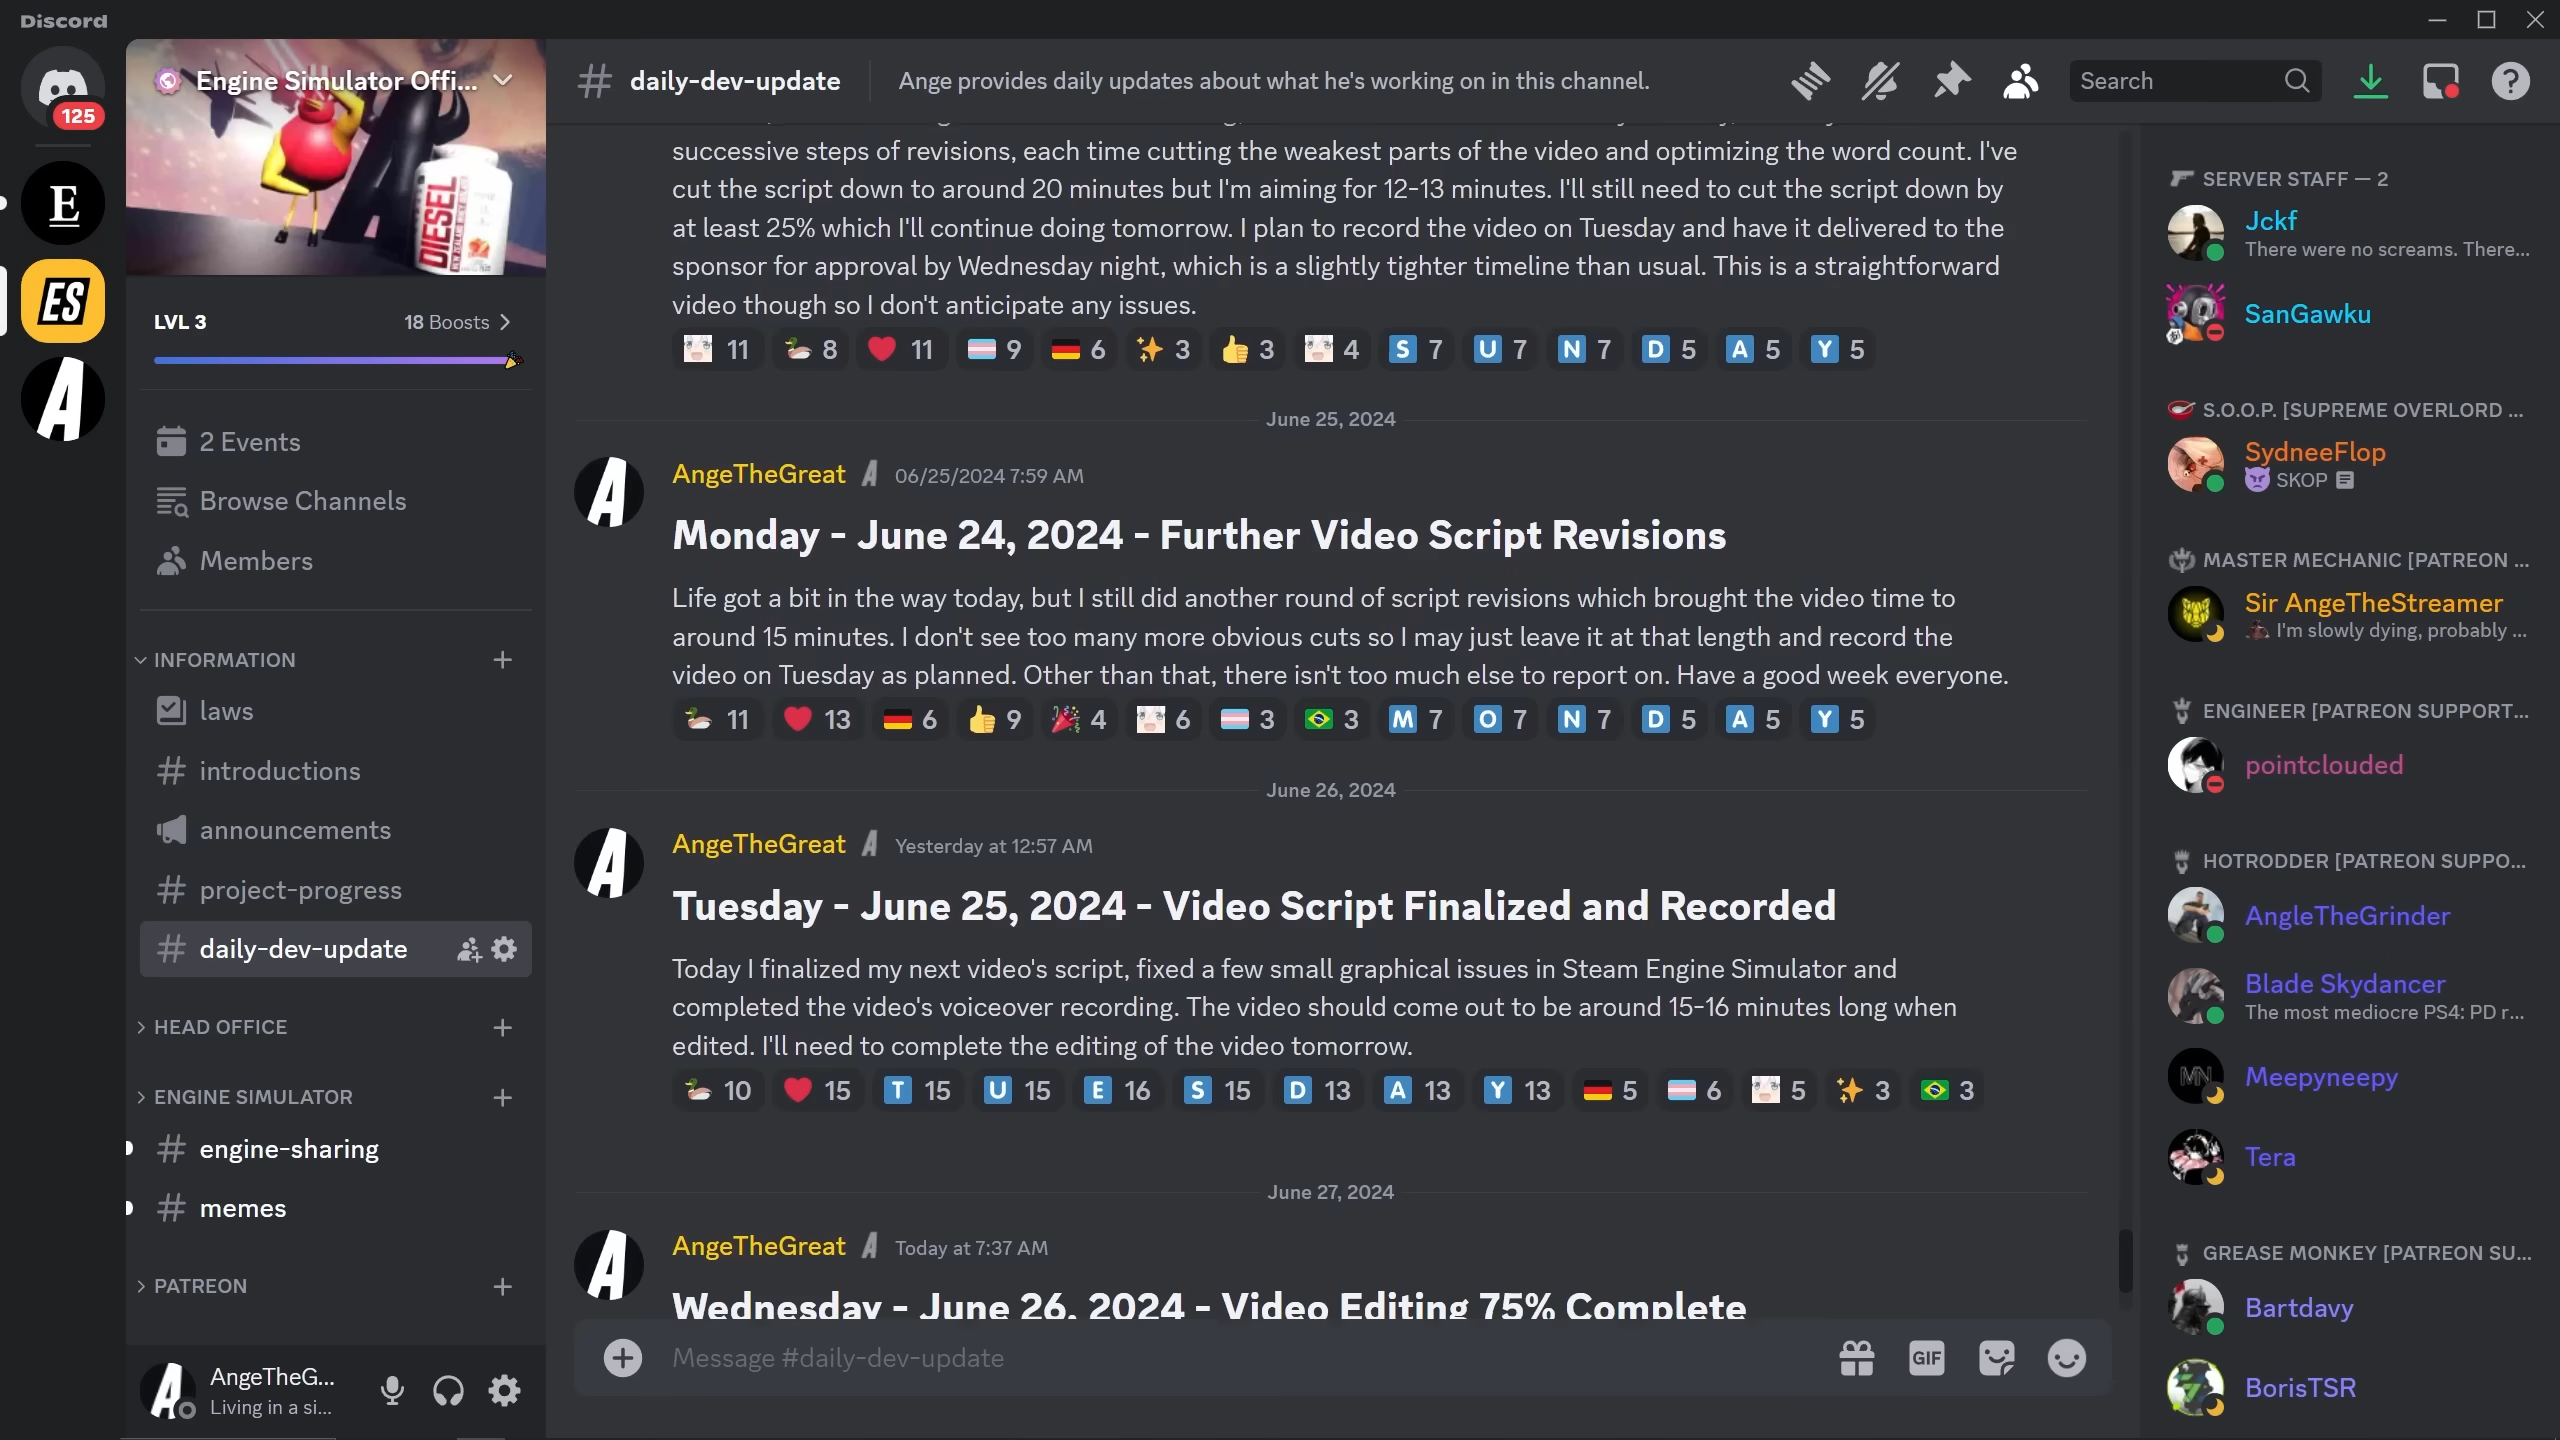 Discord
125
E
ES
A
Engine Simulator Offi...
DIESEL
LVL 3
18 Boosts
2 Events
Browse Channels
Members
INFORMATION
laws
introductions
announcements
project-progress
daily-dev-update
HEAD OFFICE
ENGINE SIMULATOR
engine-sharing
memes
PATREON
AngeTheG...
Living in a si...
daily-dev-update
Ange provides daily updates about what he's working on in this channel.
Search
successive steps of revisions, each time cutting the weakest parts of the video and optimizing the word count. I've
cut the script down to around 20 minutes but I'm aiming for 12-13 minutes. I'll still need to cut the script down by
at least 25% which I'll continue doing tomorrow. I plan to record the video on Tuesday and have it delivered to the
sponsor for approval by Wednesday night, which is a slightly tighter timeline than usual. This is a straightforward
video though so I don't anticipate any issues.
11 8 11 9 6 3 3 4 S 7 U 7 N 7 D 5 A 5 Y 5
June 25, 2024
AngeTheGreat 06/25/2024 7:59 AM
Monday - June 24, 2024 - Further Video Script Revisions
Life got a bit in the way today, but I still did another round of script revisions which brought the video time to
around 15 minutes. I don't see too many more obvious cuts so I may just leave it at that length and record the
video on Tuesday as planned. Other than that, there isn't too much else to report on. Have a good week everyone.
11 13 6 9 4 6 3 3 M 7 O 7 N 7 D 5 A 5 Y 5
June 26, 2024
AngeTheGreat Yesterday at 12:57 AM
Tuesday - June 25, 2024 - Video Script Finalized and Recorded
Today I finalized my next video's script, fixed a few small graphical issues in Steam Engine Simulator and
completed the video's voiceover recording. The video should come out to be around 15-16 minutes long when
edited. I'll need to complete the editing of the video tomorrow.
10 15 T 15 U 15 E 16 S 15 D 13 A 13 Y 13 5 6 5 3 3
June 27, 2024
AngeTheGreat Today at 7:37 AM
Wednesday - June 26, 2024 - Video Editing 75% Complete
Message #daily-dev-update
GIF
SERVER STAFF — 2
Jckf
There were no screams. There...
SanGawku
S.O.O.P. [SUPREME OVERLORD ...
SydneeFlop
SKOP
MASTER MECHANIC [PATREON ...
Sir AngeTheStreamer
I'm slowly dying, probably ...
ENGINEER [PATREON SUPPORT...
pointclouded
HOTRODDER [PATREON SUPPO...
AngleTheGrinder
Blade Skydancer
The most mediocre PS4: PD r...
MN
Meepyneepy
Tera
GREASE MONKEY [PATREON SU...
Bartdavy
BorisTSR